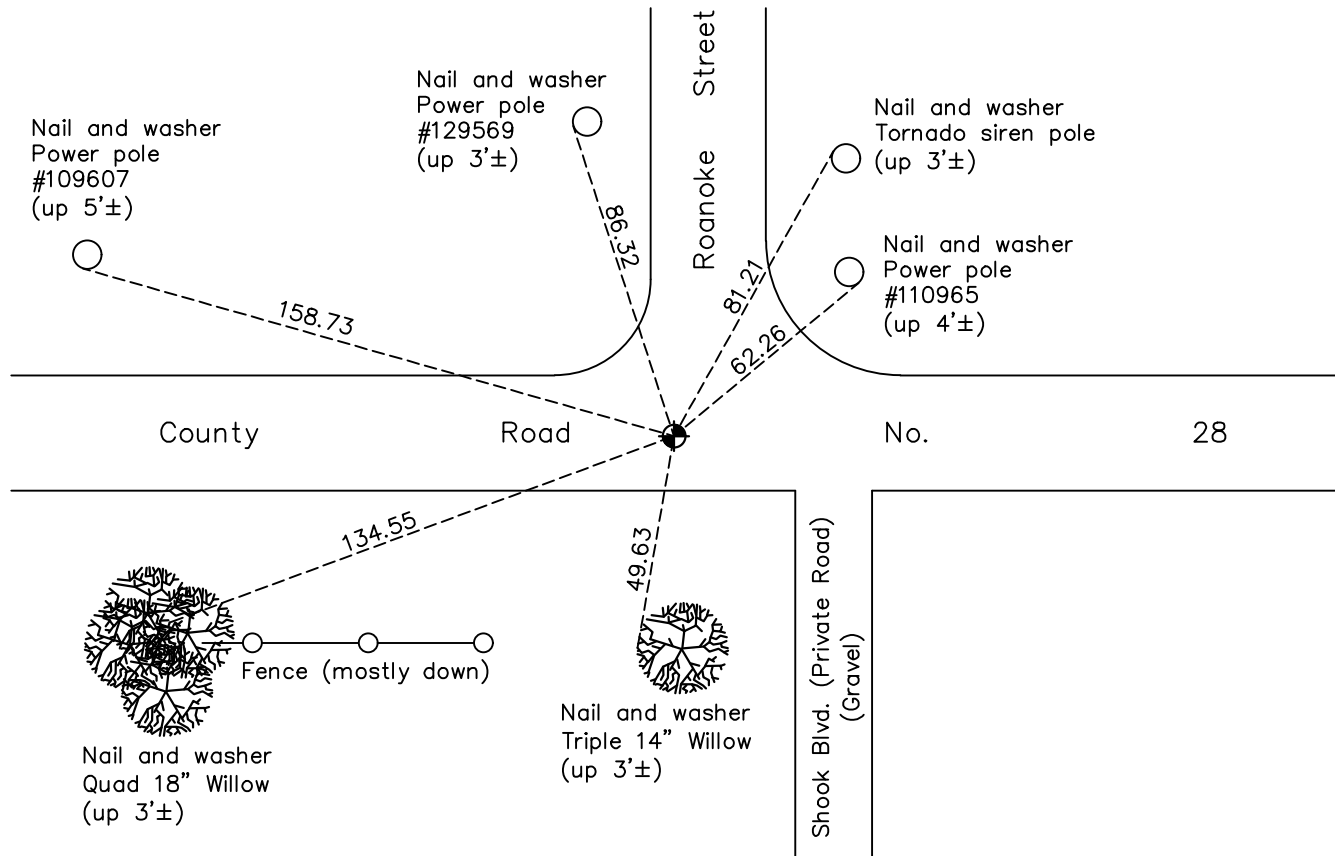 Nail and washer
Power pole
#109607
(up 5'±)
Nail and washer
Power pole
#129569
(up 3'±)
Roanoke Street
Nail and washer
Tornado siren pole
(up 3'±)
Nail and washer
Power pole
#110965
(up 4'±)
158.73
86.32
81.21
62.26
County Road No. 28
134.55
49.63
Fence (mostly down)
Nail and washer
Quad 18" Willow
(up 3'±)
Nail and washer
Triple 14" Willow
(up 3'±)
Shook Blvd. (Private Road)
(Gravel)